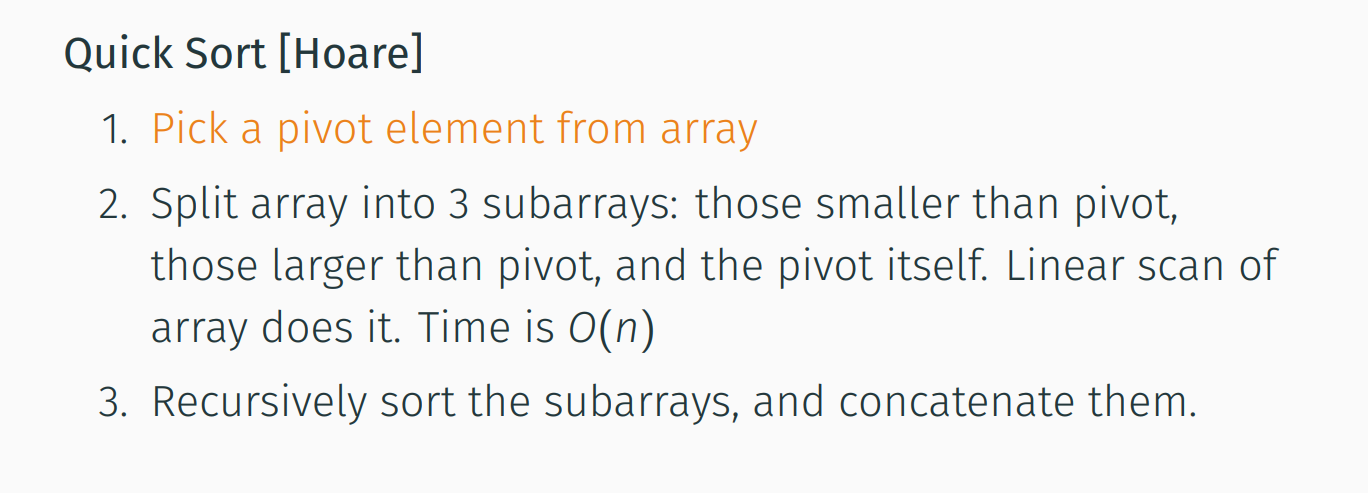 Quick Sort [Hoare]
1. Pick a pivot element from array
2. Split array into 3 subarrays: those smaller than pivot,
those larger than pivot, and the pivot itself. Linear scan of
array does it. Time is O(n)
3. Recursively sort the subarrays, and concatenate them.